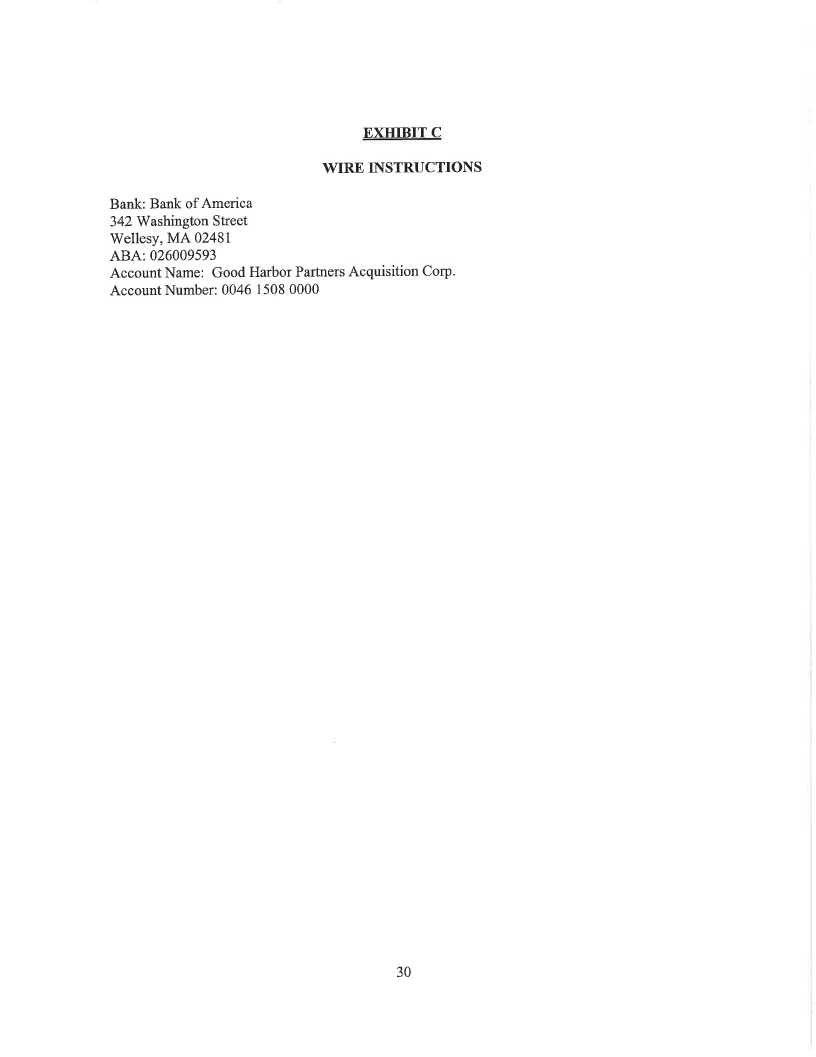 EXHIBIT C
WIRE INSTRUCTIONS
Bank: Bank of America
342 Washington Street
Wellesy, MA 02481
ABA: 026009593
Account Name: Good Harbor Partners Acquisition Corp.
Account Number: 0046 1508 0000
30